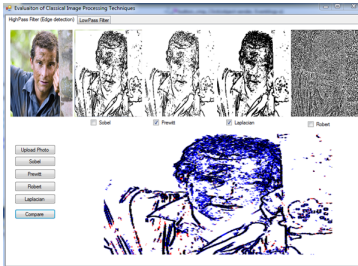 Evaluaiton of Classical Image Processing Techniques
HighPass Filter (Edge detection) LowPass Filter
Sobel Prewitt Laplacian Robert
Upload Photo
Sobel
Prewitt
Robert
Laplacian
Compare